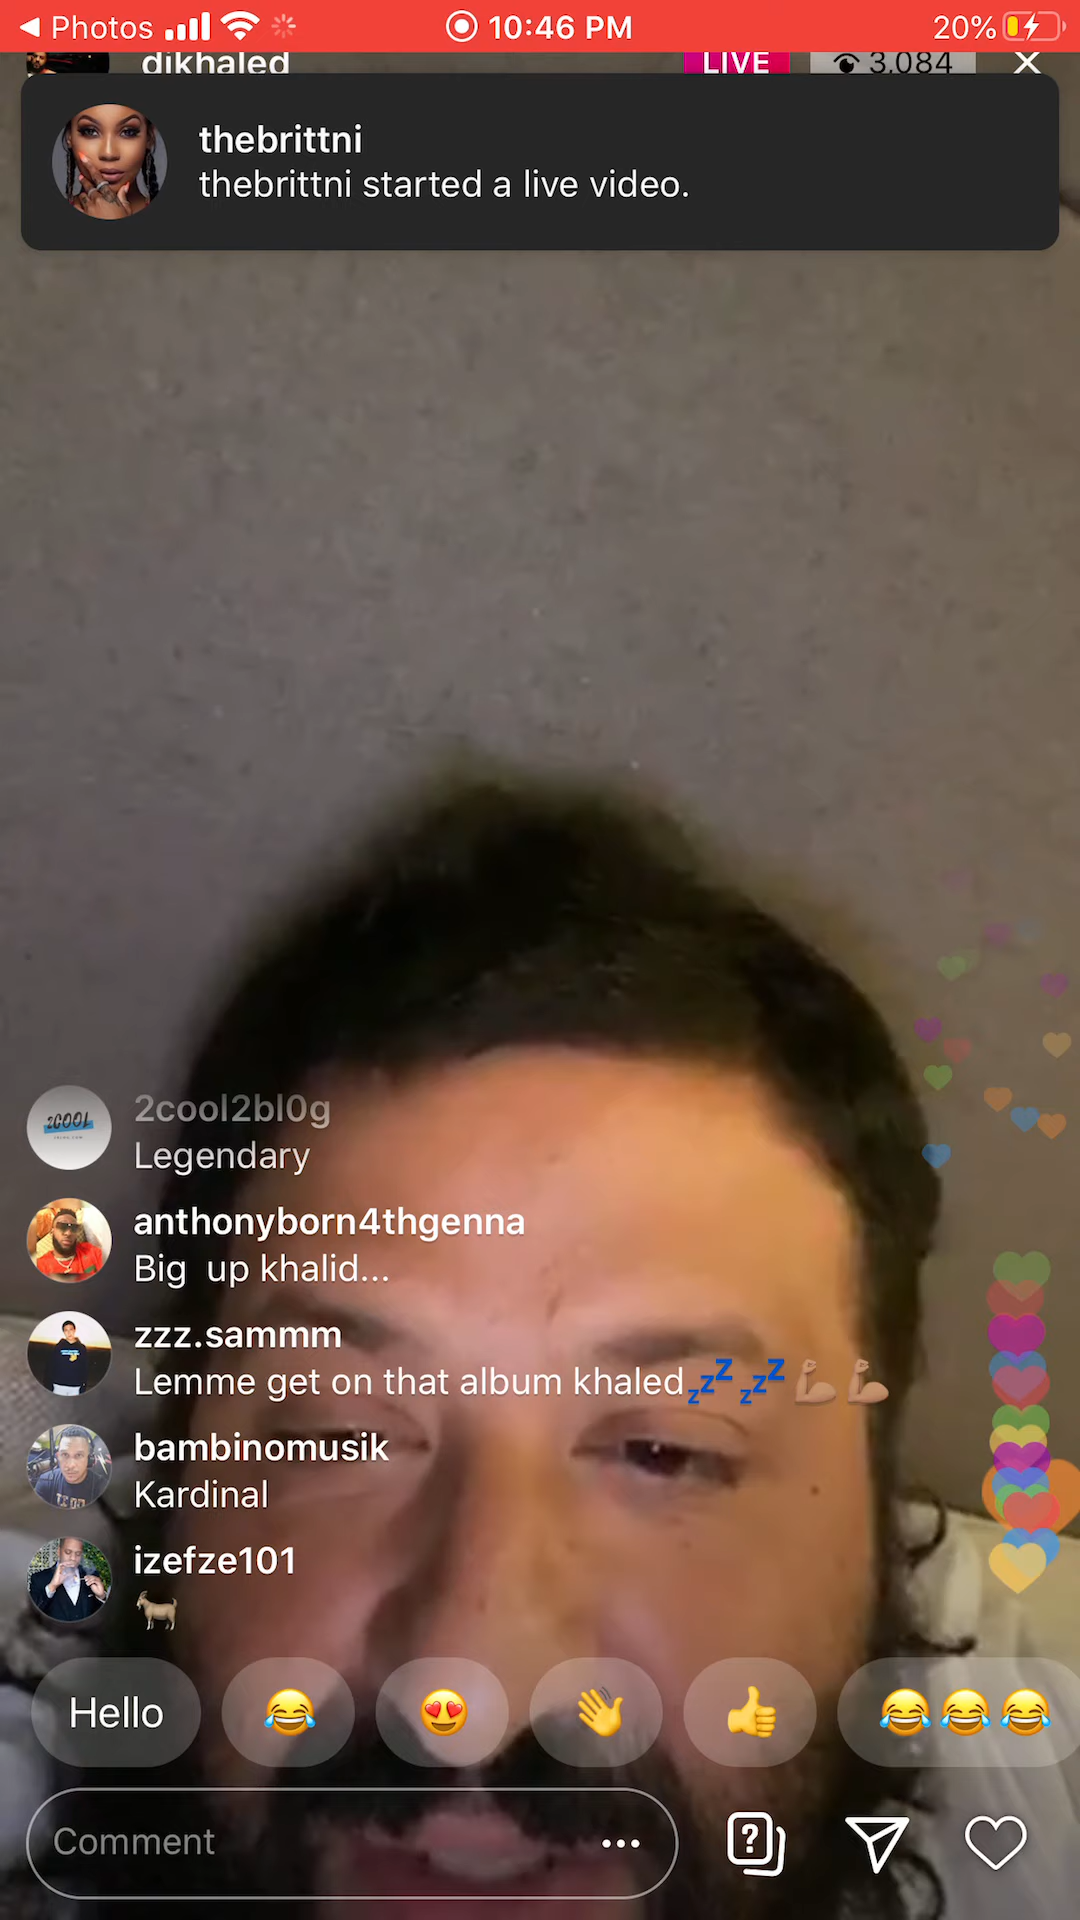 Photos 10:46 PM 20%
djkhaled LIVE 3,084
thebrittni
thebrittni started a live video.
2COOL
2cool2bl0g
Legendary
anthonyborn4thgenna
Big up khalid...
zzz.sammm
Lemme get on that album khaled💤💤💪🏽💪🏽
bambinomusik
Kardinal
izefze101
🐐
Hello 😂 😍 👋 👍 😂😂😂
Comment